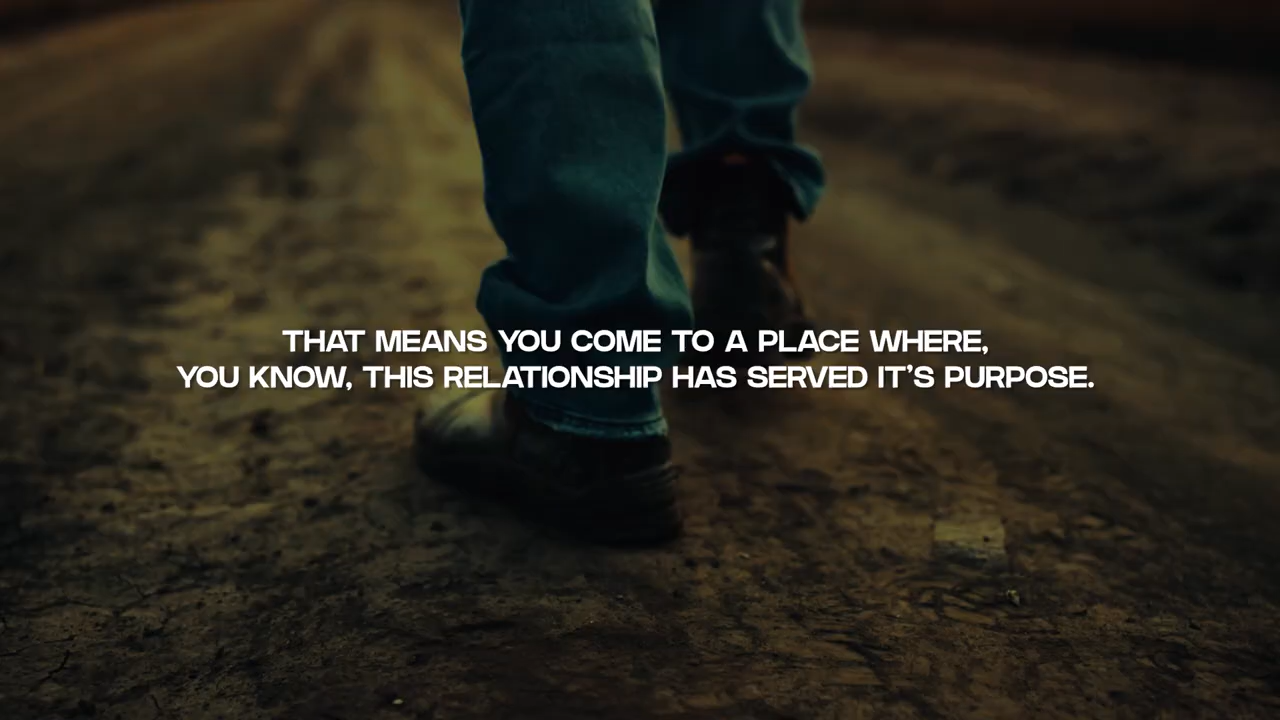 THAT MEANS YOU COME TO A PLACE WHERE,
YOU KNOW, THIS RELATIONSHIP HAS SERVED IT’S PURPOSE.